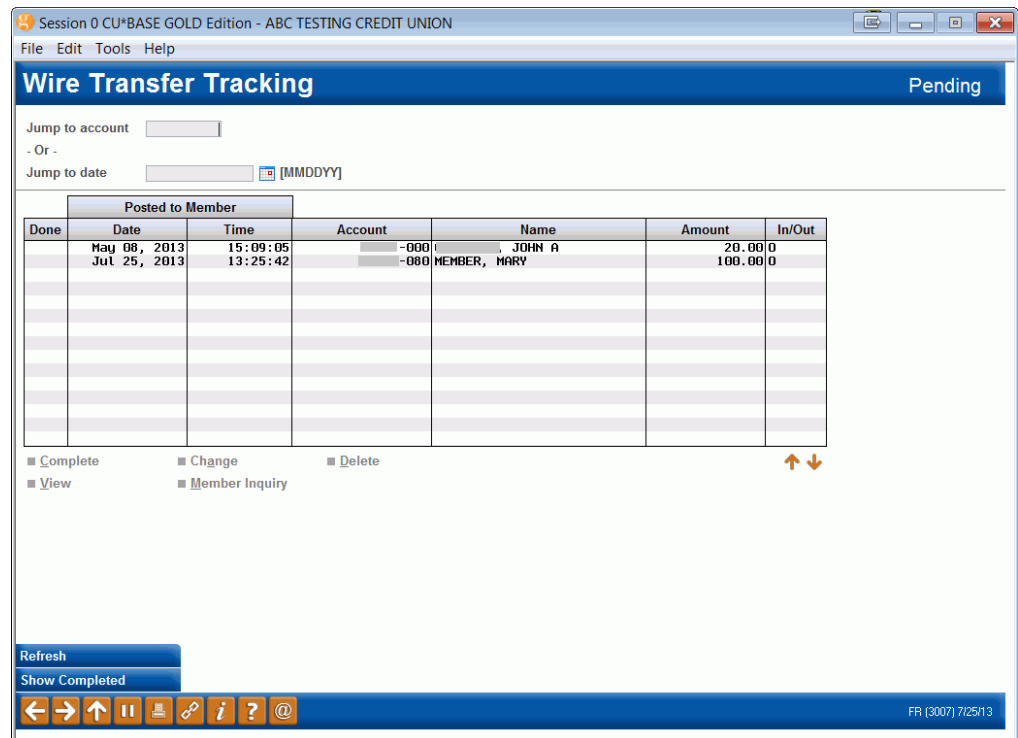 Session 0 CU*BASE GOLD Edition - ABC TESTING CREDIT UNION
File Edit Tools Help
Wire Transfer Tracking Pending
Jump to account
- Or -
Jump to date [MMDDYY]
Posted to Member
Done Date Time Account Name Amount In/Out
May 08, 2013 15:09:05 -000 , JOHN A 20.00 O
Jul 25, 2013 13:25:42 -080 MEMBER, MARY 100.00 O
Complete Change Delete
View Member Inquiry
Refresh
Show Completed
FR (3007) 7/25/13